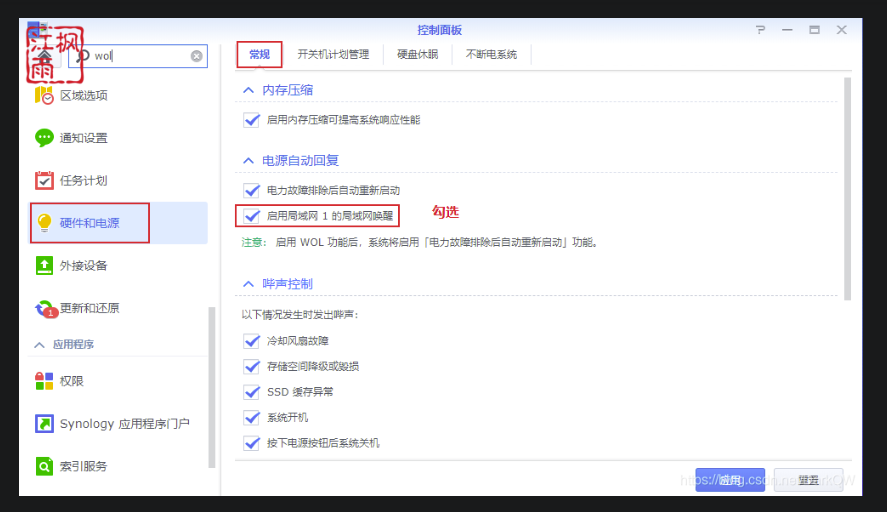 控制面板
江雨枫
wol
常规 开关机计划管理 硬盘休眠 不断电系统
区域选项
通知设置
任务计划
硬件和电源
外接设备
更新和还原
1
应用程序
权限
Synology 应用程序门户
索引服务
内存压缩
启用内存压缩可提高系统响应性能
电源自动回复
电力故障排除后自动重新启动
启用局域网 1 的局域网唤醒
勾选
注意： 启用 WOL 功能后，系统将启用「电力故障排除后自动重新启动」功能。
哔声控制
以下情况发生时发出哔声：
冷却风扇故障
存储空间降级或毁损
SSD 缓存异常
系统开机
按下电源按钮后系统关机
应用 重置